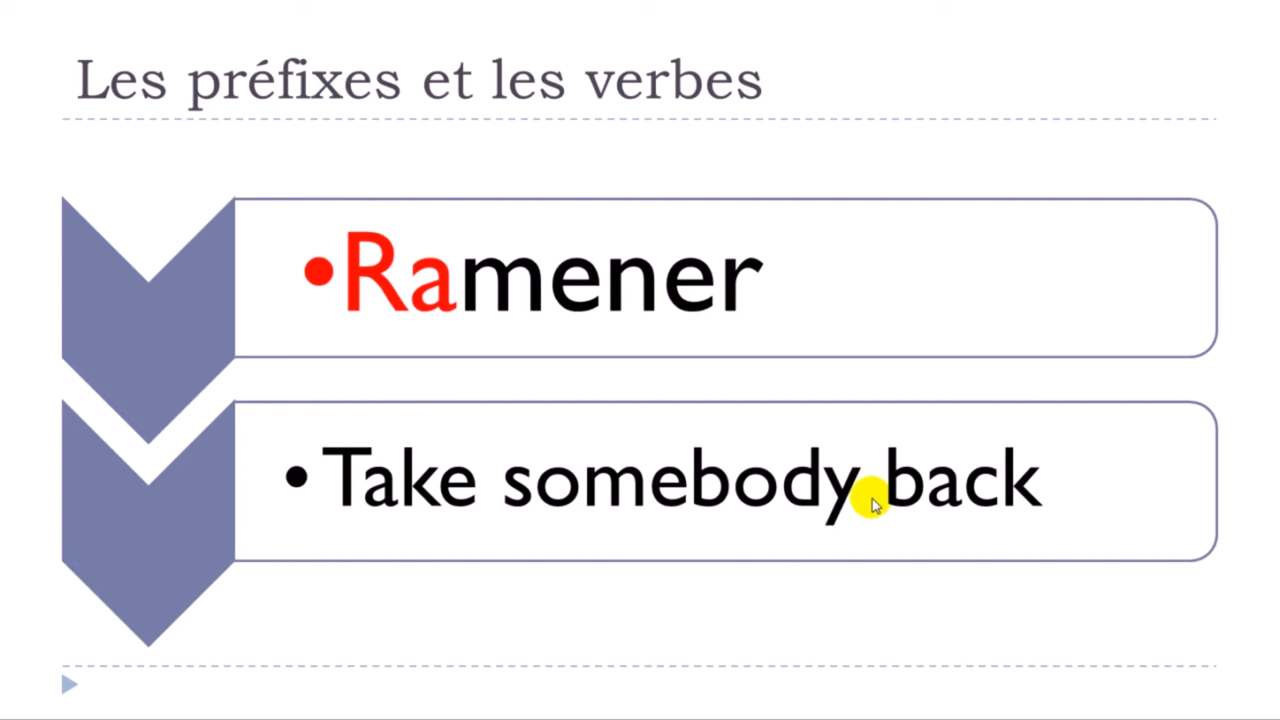 Les préfixes et les verbes
•Ramener
• Take somebody back